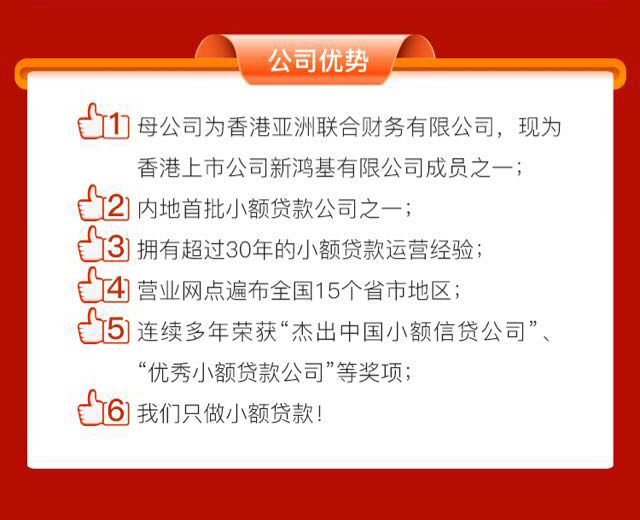 公司优势
1 母公司为香港亚洲联合财务有限公司，现为
香港上市公司新鸿基有限公司成员之一；
2 内地首批小额贷款公司之一；
3 拥有超过30年的小额贷款运营经验；
4 营业网点遍布全国15个省市地区；
5 连续多年荣获“杰出中国小额信贷公司”、
“优秀小额贷款公司”等奖项；
6 我们只做小额贷款！